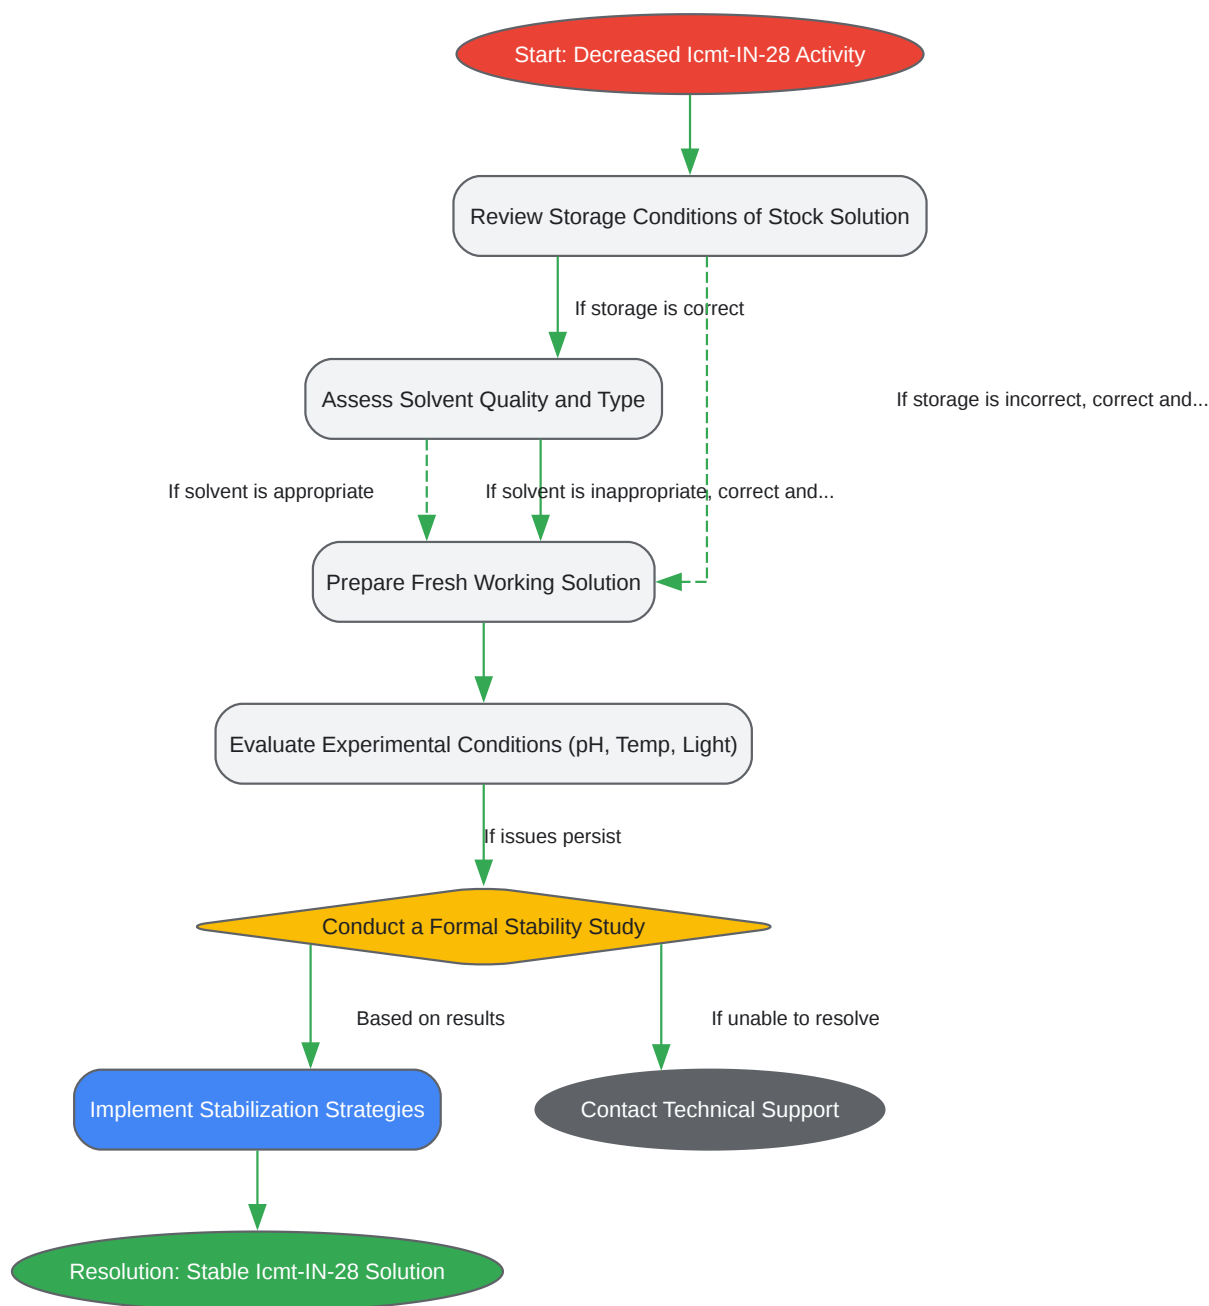 Start: Decreased Icmt-IN-28 Activity
Review Storage Conditions of Stock Solution
If storage is correct
Assess Solvent Quality and Type
If storage is incorrect, correct and...
If solvent is appropriate
If solvent is inappropriate, correct and...
Prepare Fresh Working Solution
Evaluate Experimental Conditions (pH, Temp, Light)
If issues persist
Conduct a Formal Stability Study
Based on results
If unable to resolve
Implement Stabilization Strategies
Contact Technical Support
Resolution: Stable Icmt-IN-28 Solution